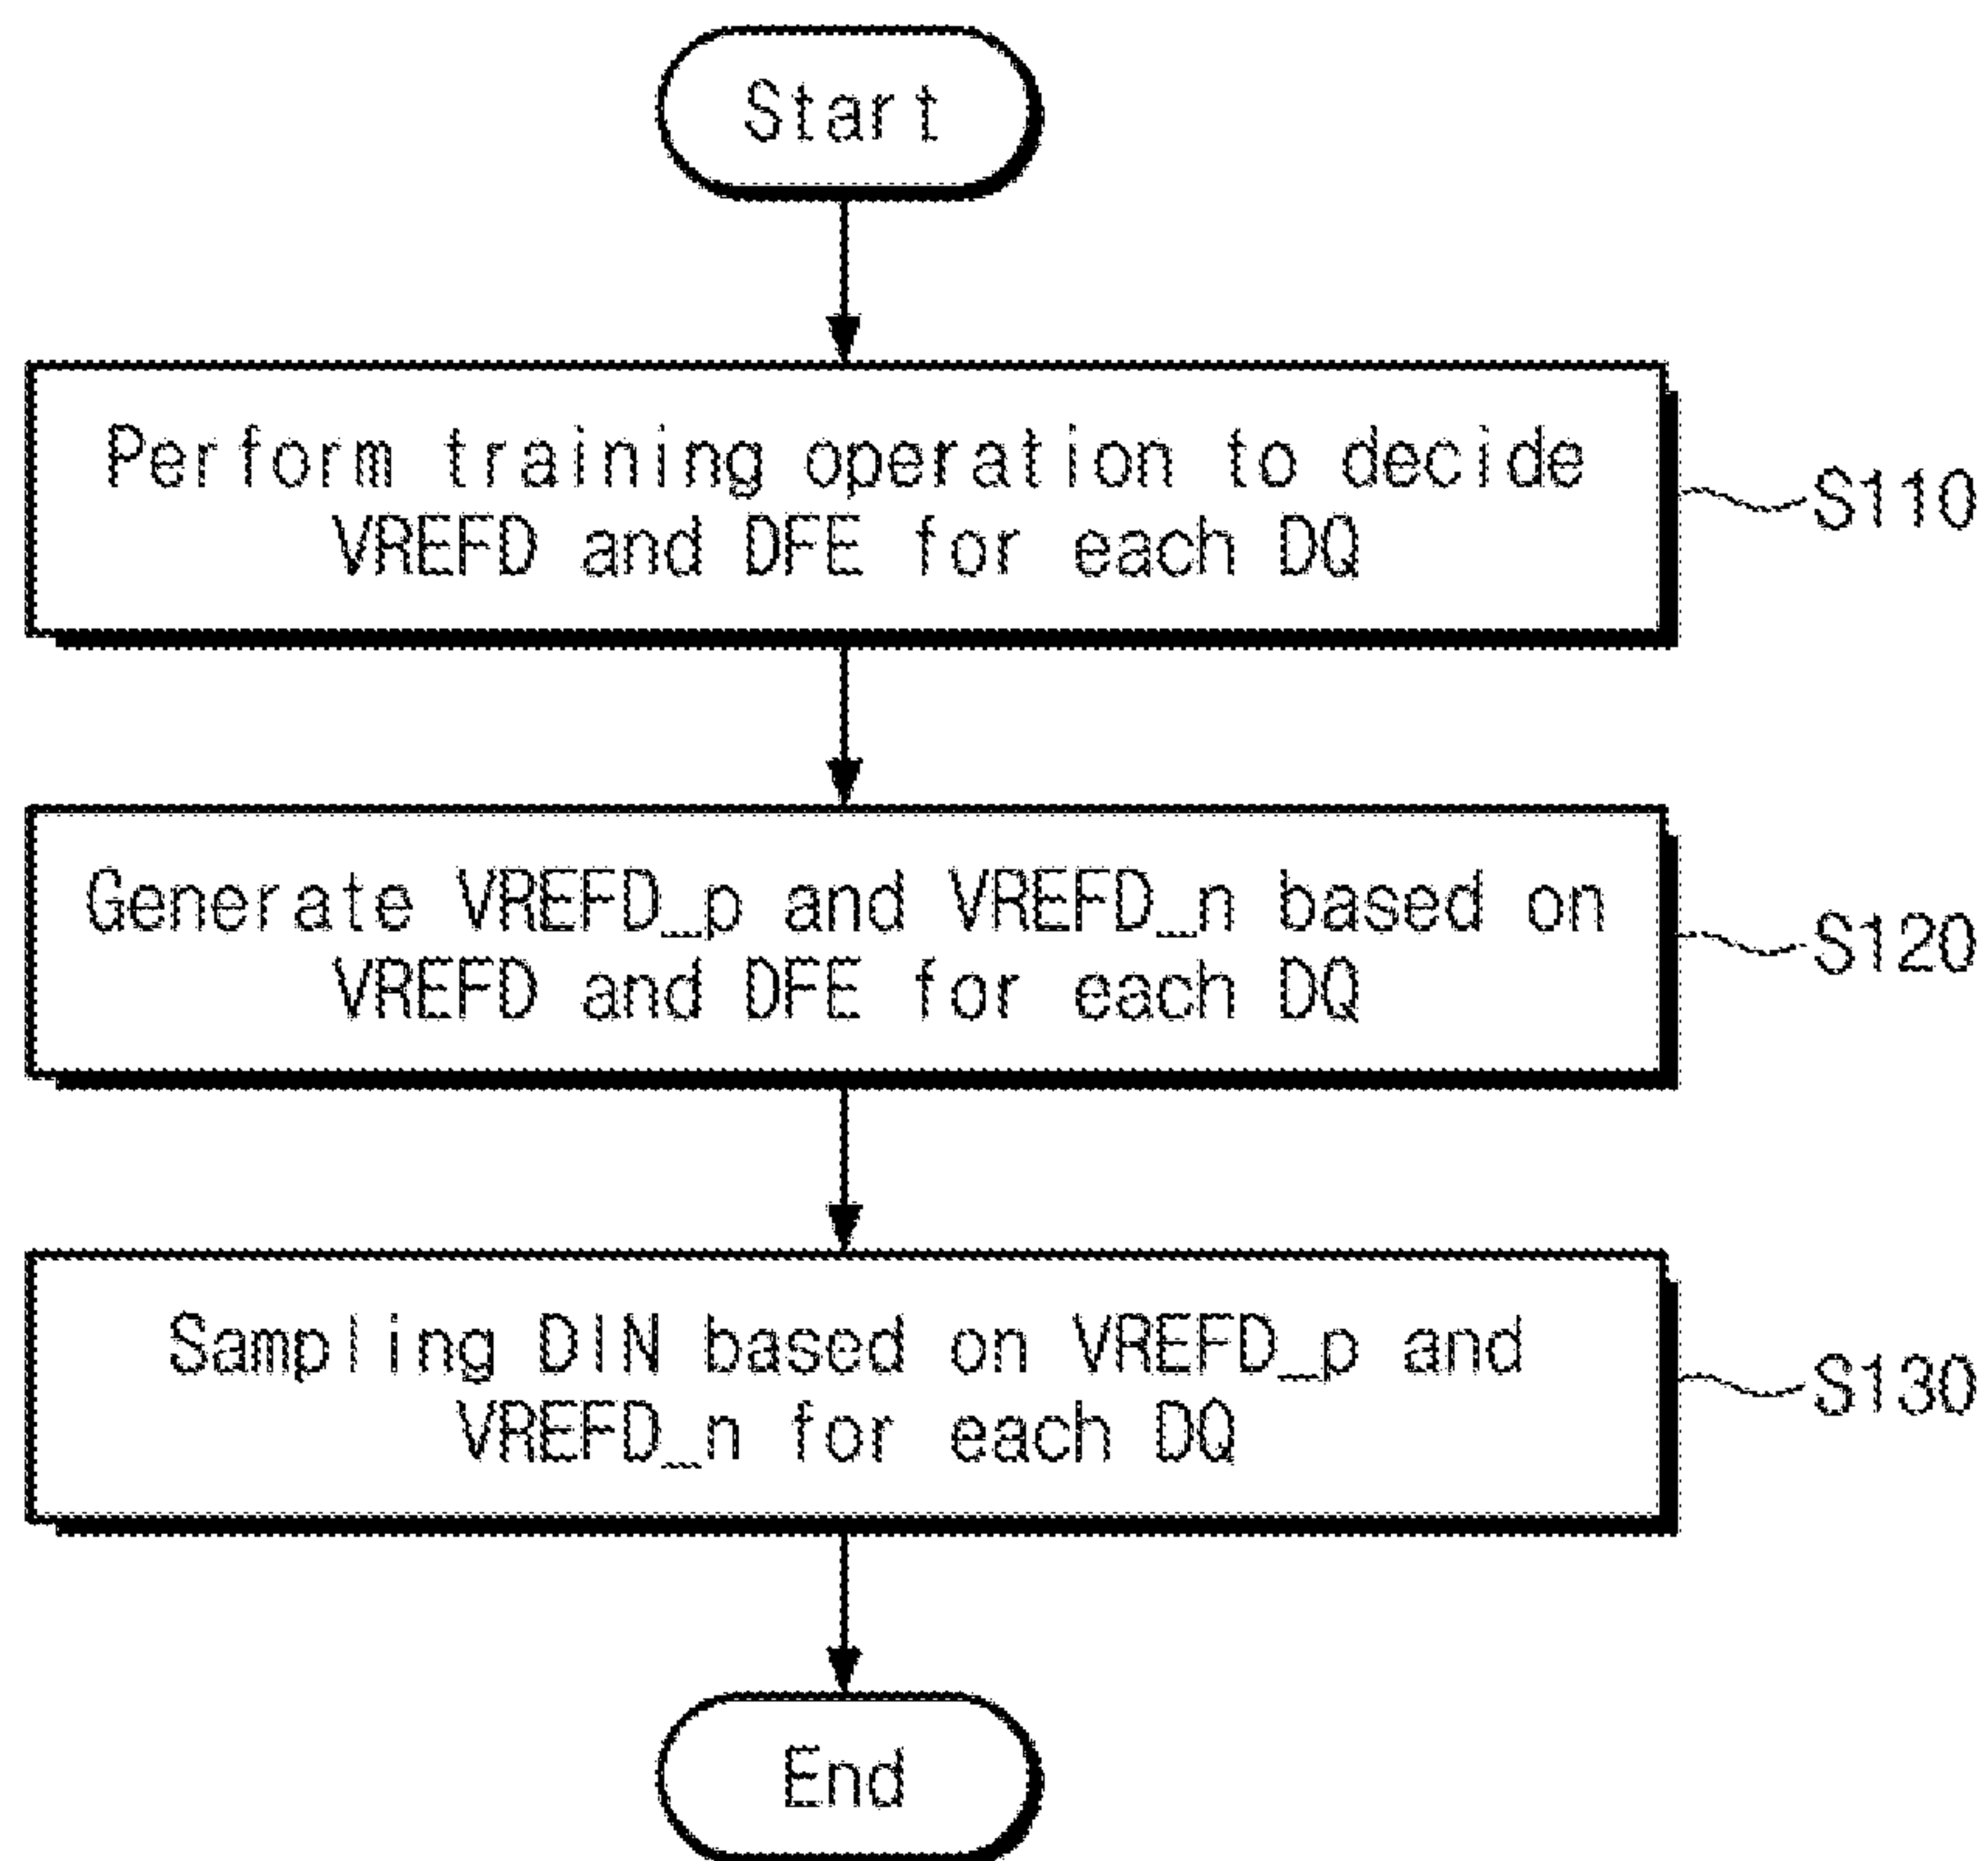 Start
Perform training operation to decide
VREFD and DFE for each DQ
S110
Generate VREFD_p and VREFD_n based on
VREFD and DFE for each DQ
S120
Sampling DIN based on VREFD_p and
VREFD_n for each DQ
S130
End